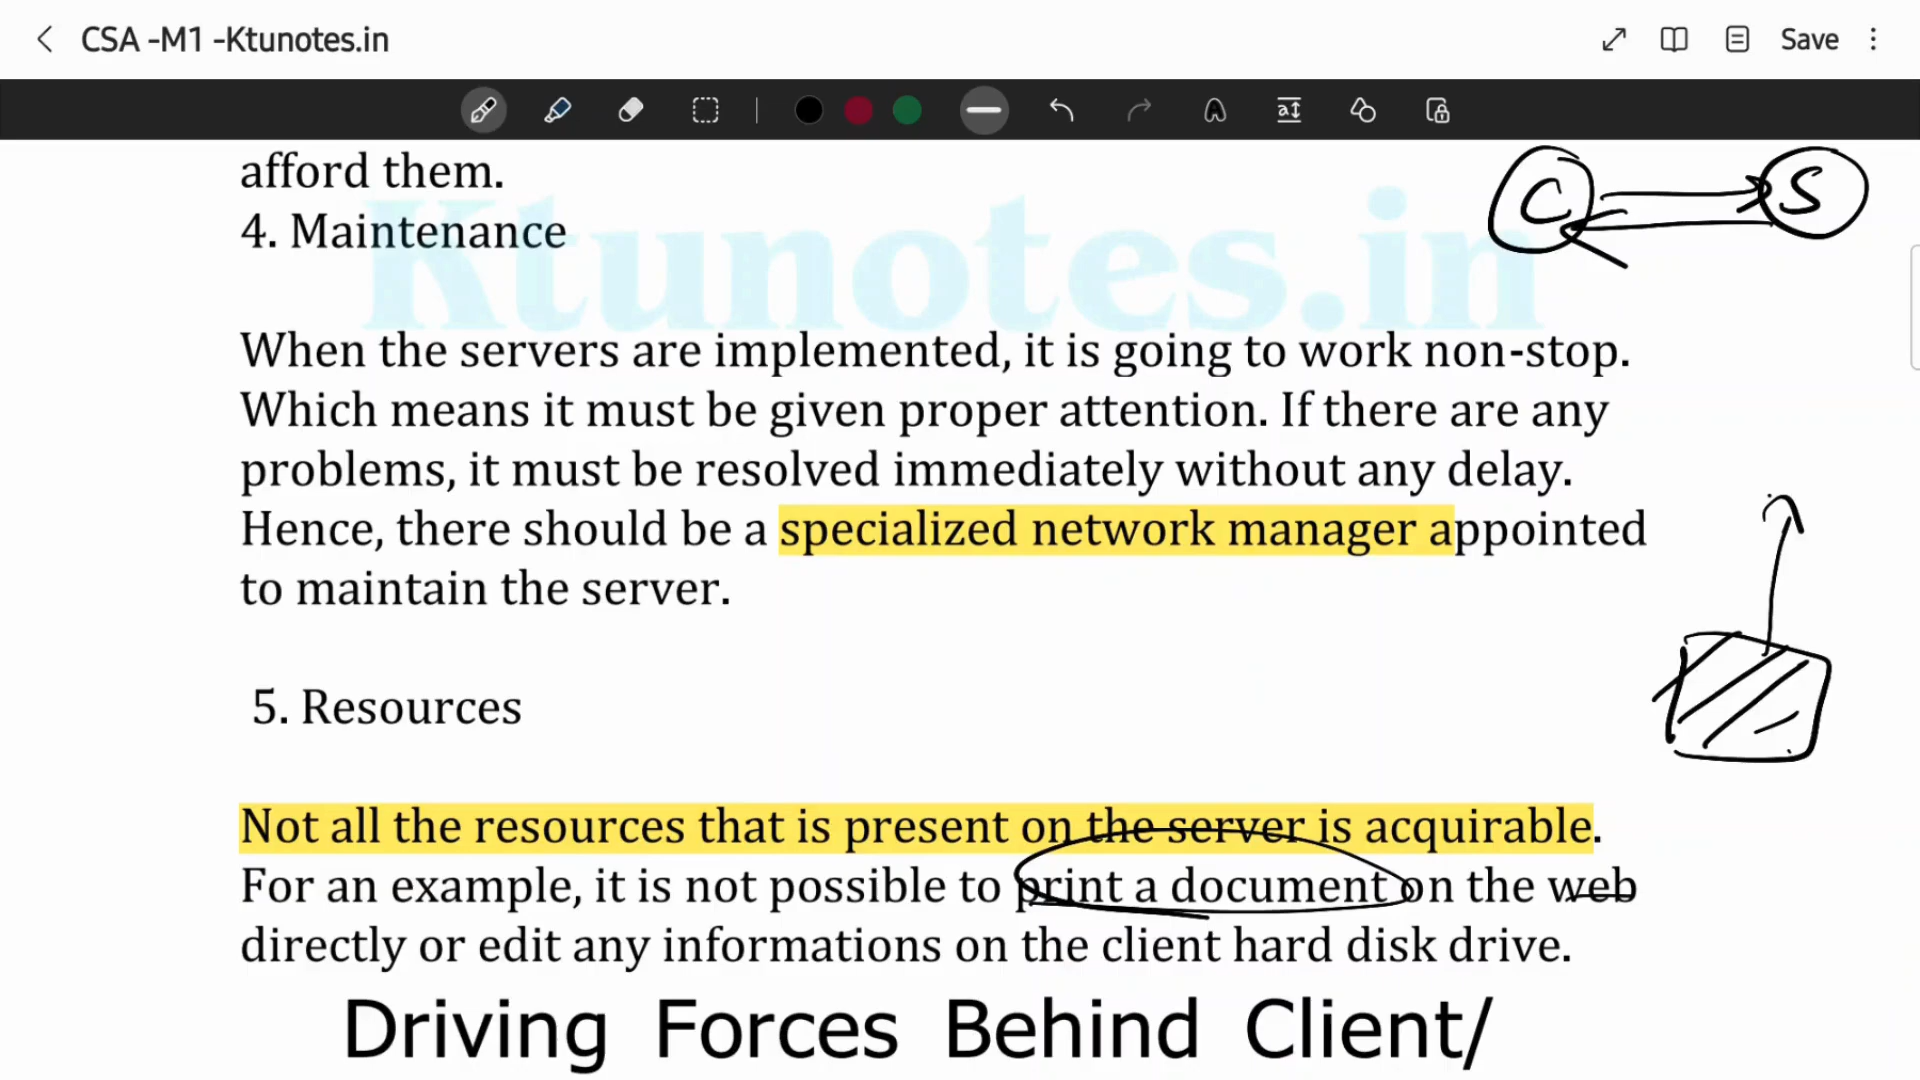 CSA -M1 -Ktunotes.in
Save
afford them.
C S
4. Maintenance
Ktunotes.in
When the servers are implemented, it is going to work non-stop.
Which means it must be given proper attention. If there are any
problems, it must be resolved immediately without any delay.
Hence, there should be a specialized network manager appointed
to maintain the server.
5. Resources
Not all the resources that is present on the server is acquirable.
For an example, it is not possible to print a document on the web
directly or edit any informations on the client hard disk drive.
Driving Forces Behind Client/